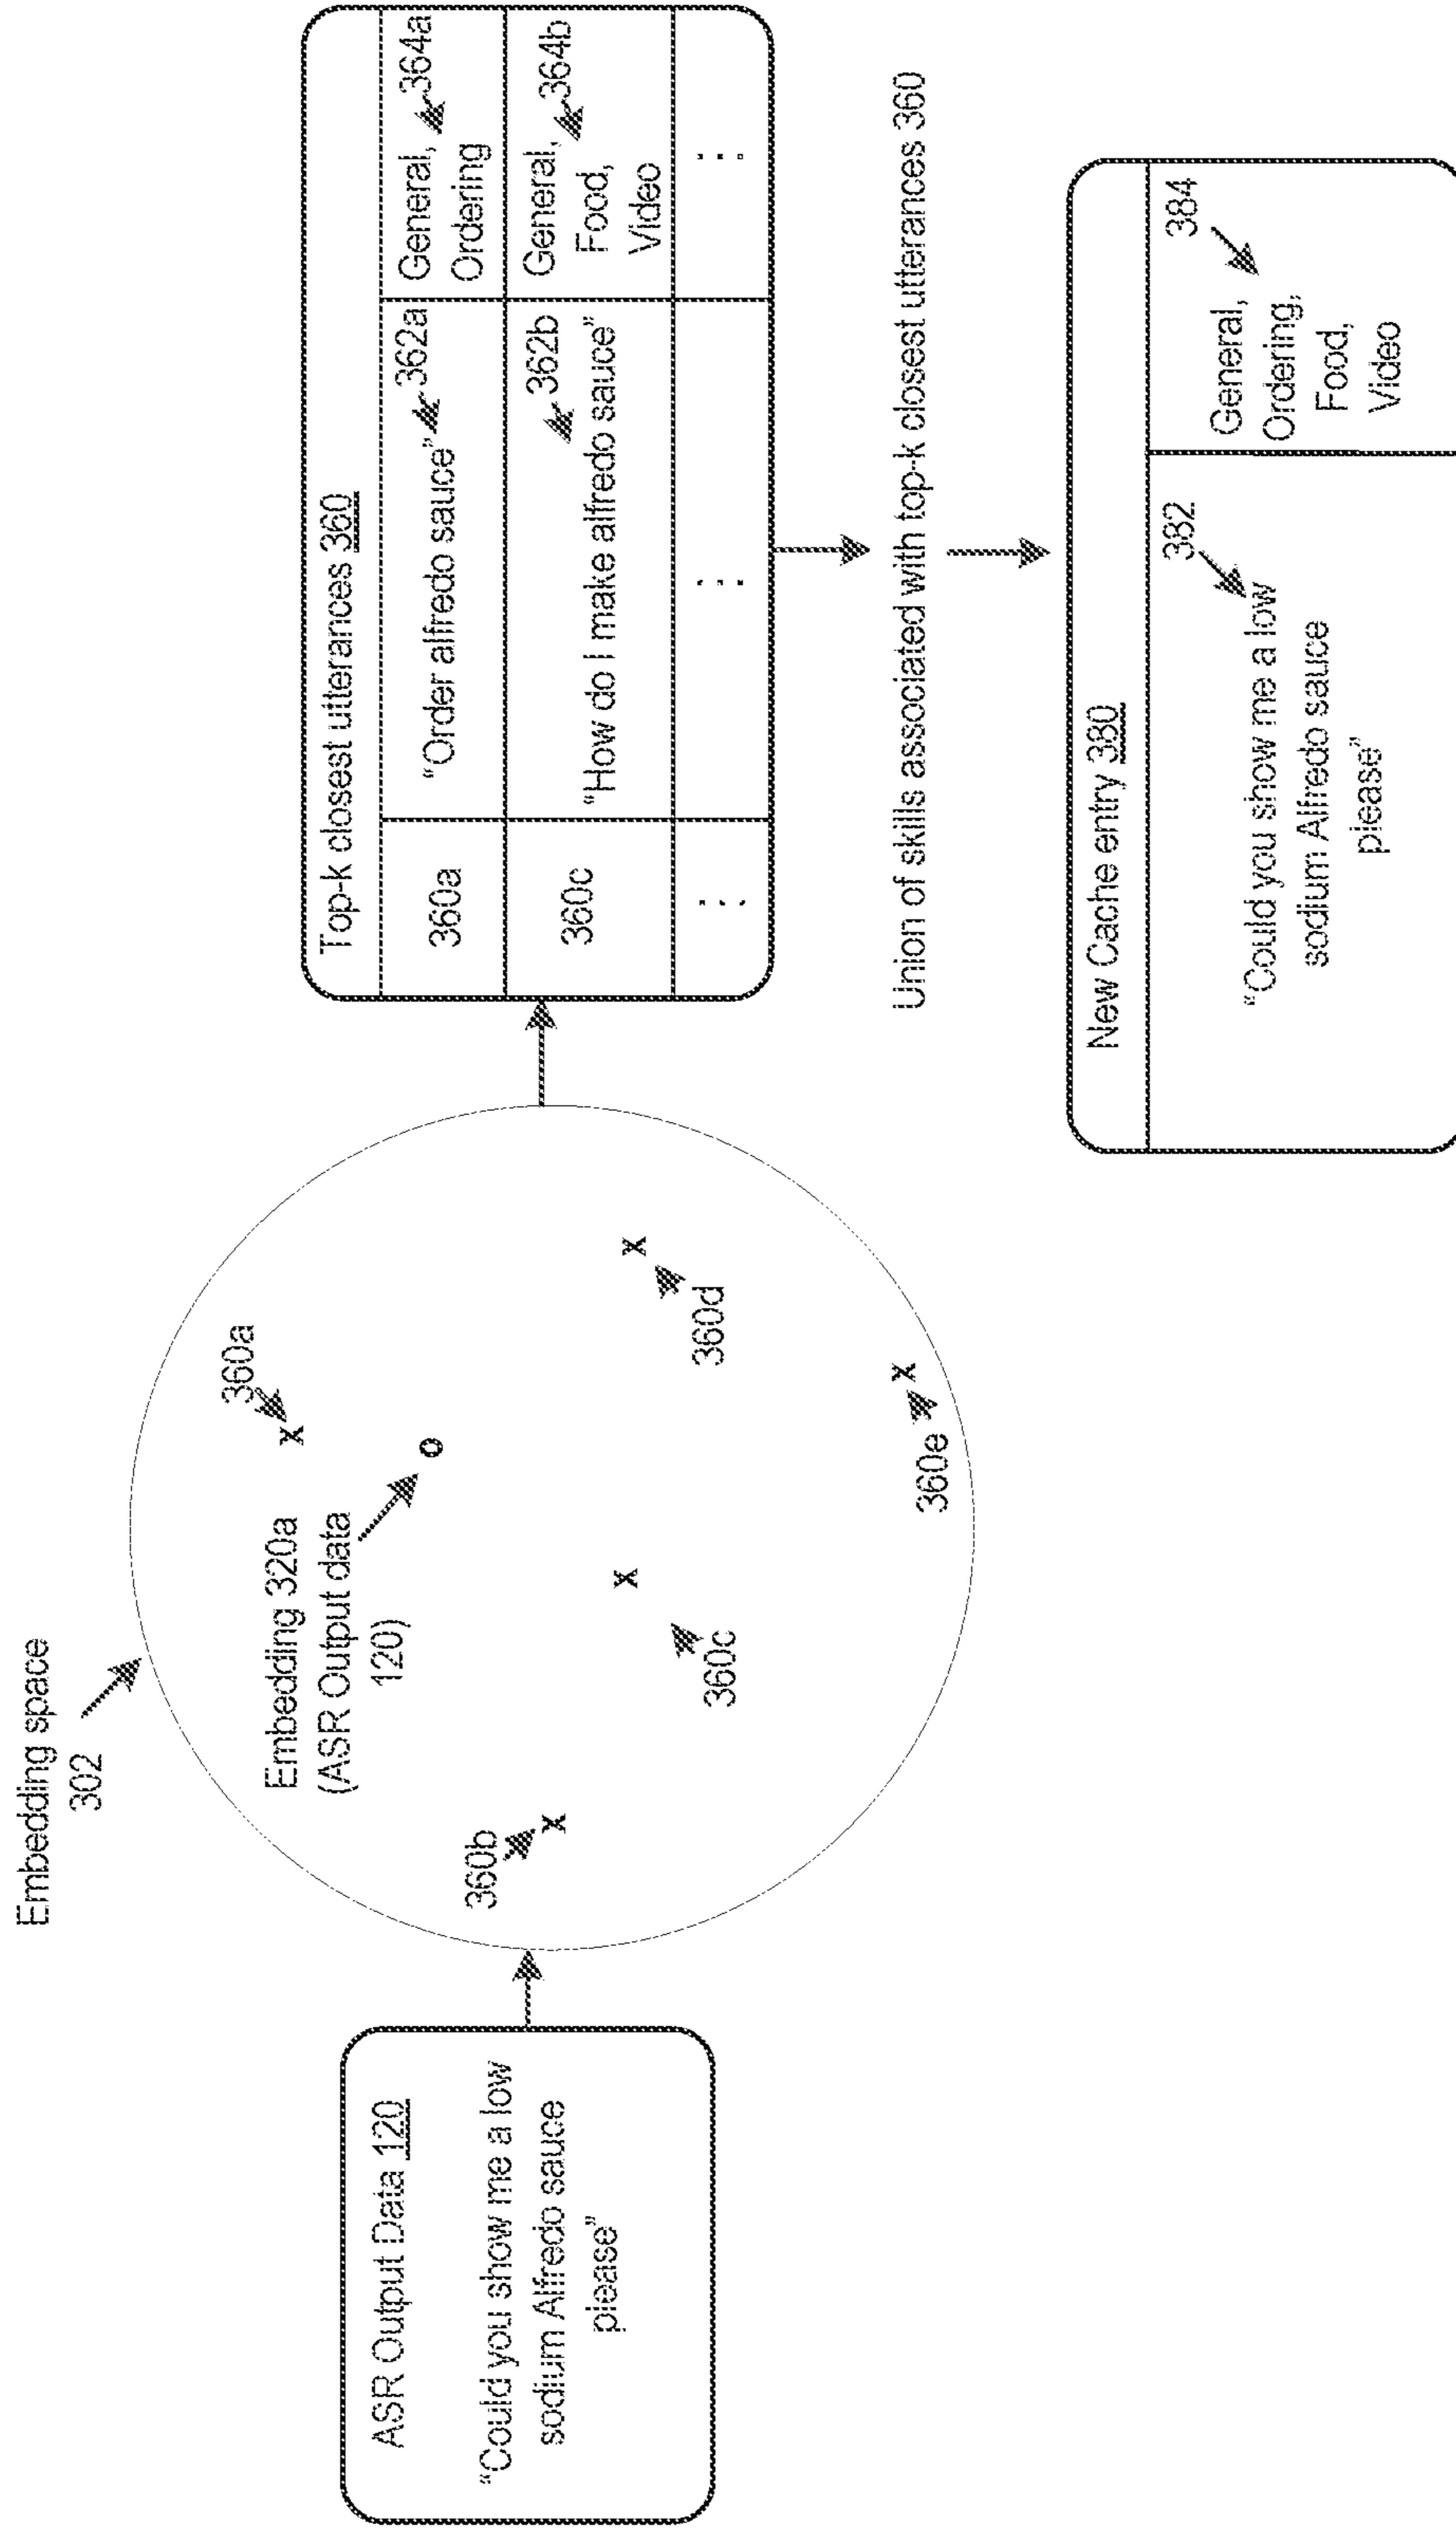 Embedding space
302
ASR Output Data 120
“Could you show me a low
sodium Alfredo sauce
please”
360a
Embedding 320a
(ASR Output data
120)
360b
360c
360d
360e
Top-k closest utterances 360
360a
“Order alfredo sauce”
362a
General,
Ordering
364a
360c
“How do I make alfredo sauce”
362b
General,
Food,
Video
364b
⋮ ⋮ ⋮
Union of skills associated with top-k closest utterances 360
New Cache entry 380
382
“Could you show me a low
sodium Alfredo sauce
please”
384
General,
Ordering,
Food,
Video